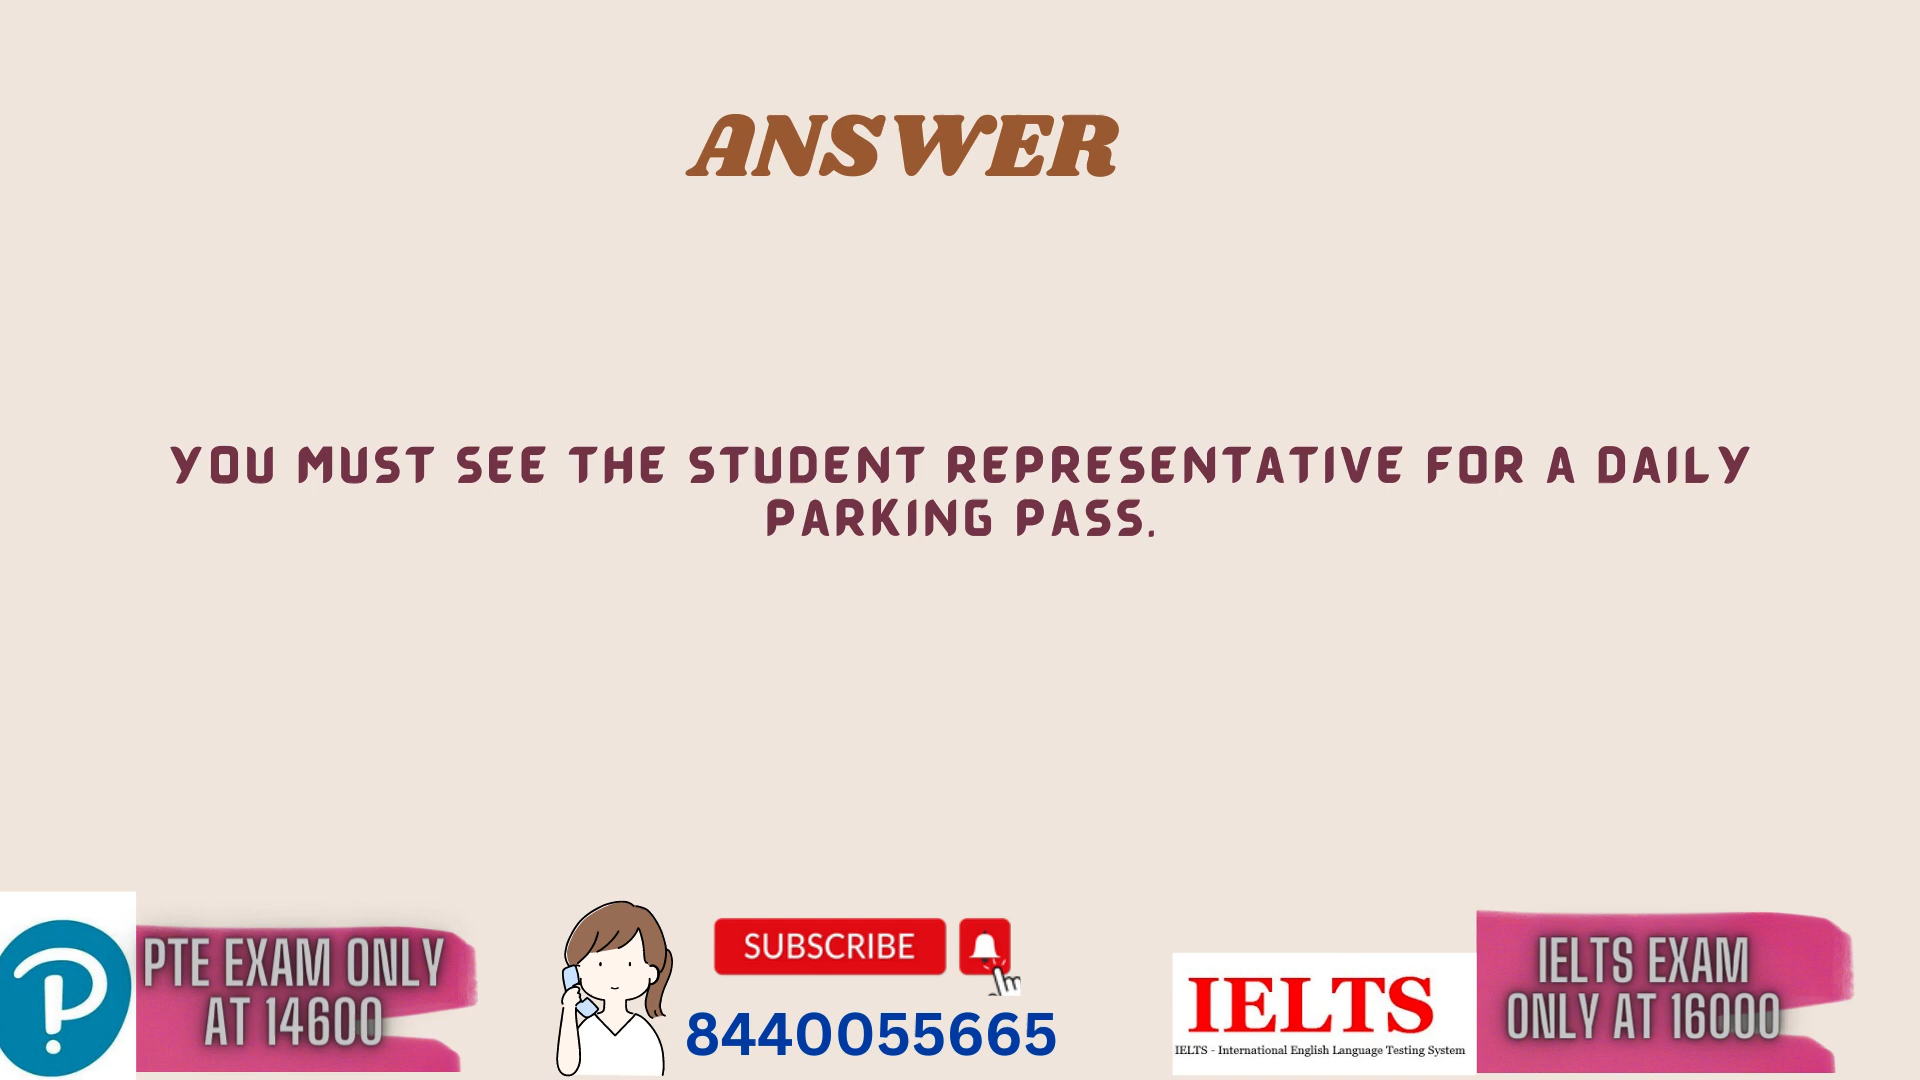 ANSWER
YOU MUST SEE THE STUDENT REPRESENTATIVE FOR A DAILY
PARKING PASS.
PTE EXAM ONLY
AT 14600
SUBSCRIBE
8440055665
IELTS
IELTS - International English Language Testing System
IELTS EXAM
ONLY AT 16000